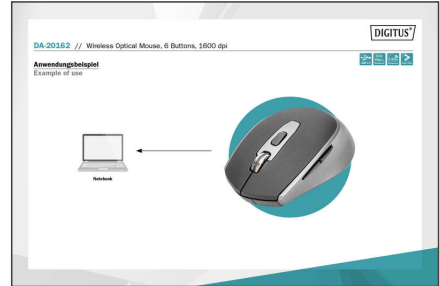 DIGITUS®
DA-20162 // Wireless Optical Mouse, 6 Buttons, 1600 dpi
Anwendungsbeispiel
Example of use
Notebook